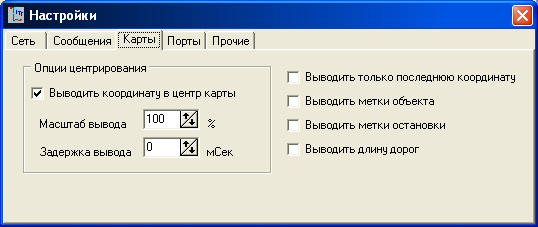 Настройки
Сеть Сообщения Карты Порты Прочие
Опции центрирования
Выводить координату в центр карты
Масштаб вывода 100 %
Задержка вывода 0 мСек
Выводить только последнюю координату
Выводить метки объекта
Выводить метки остановки
Выводить длину дорог